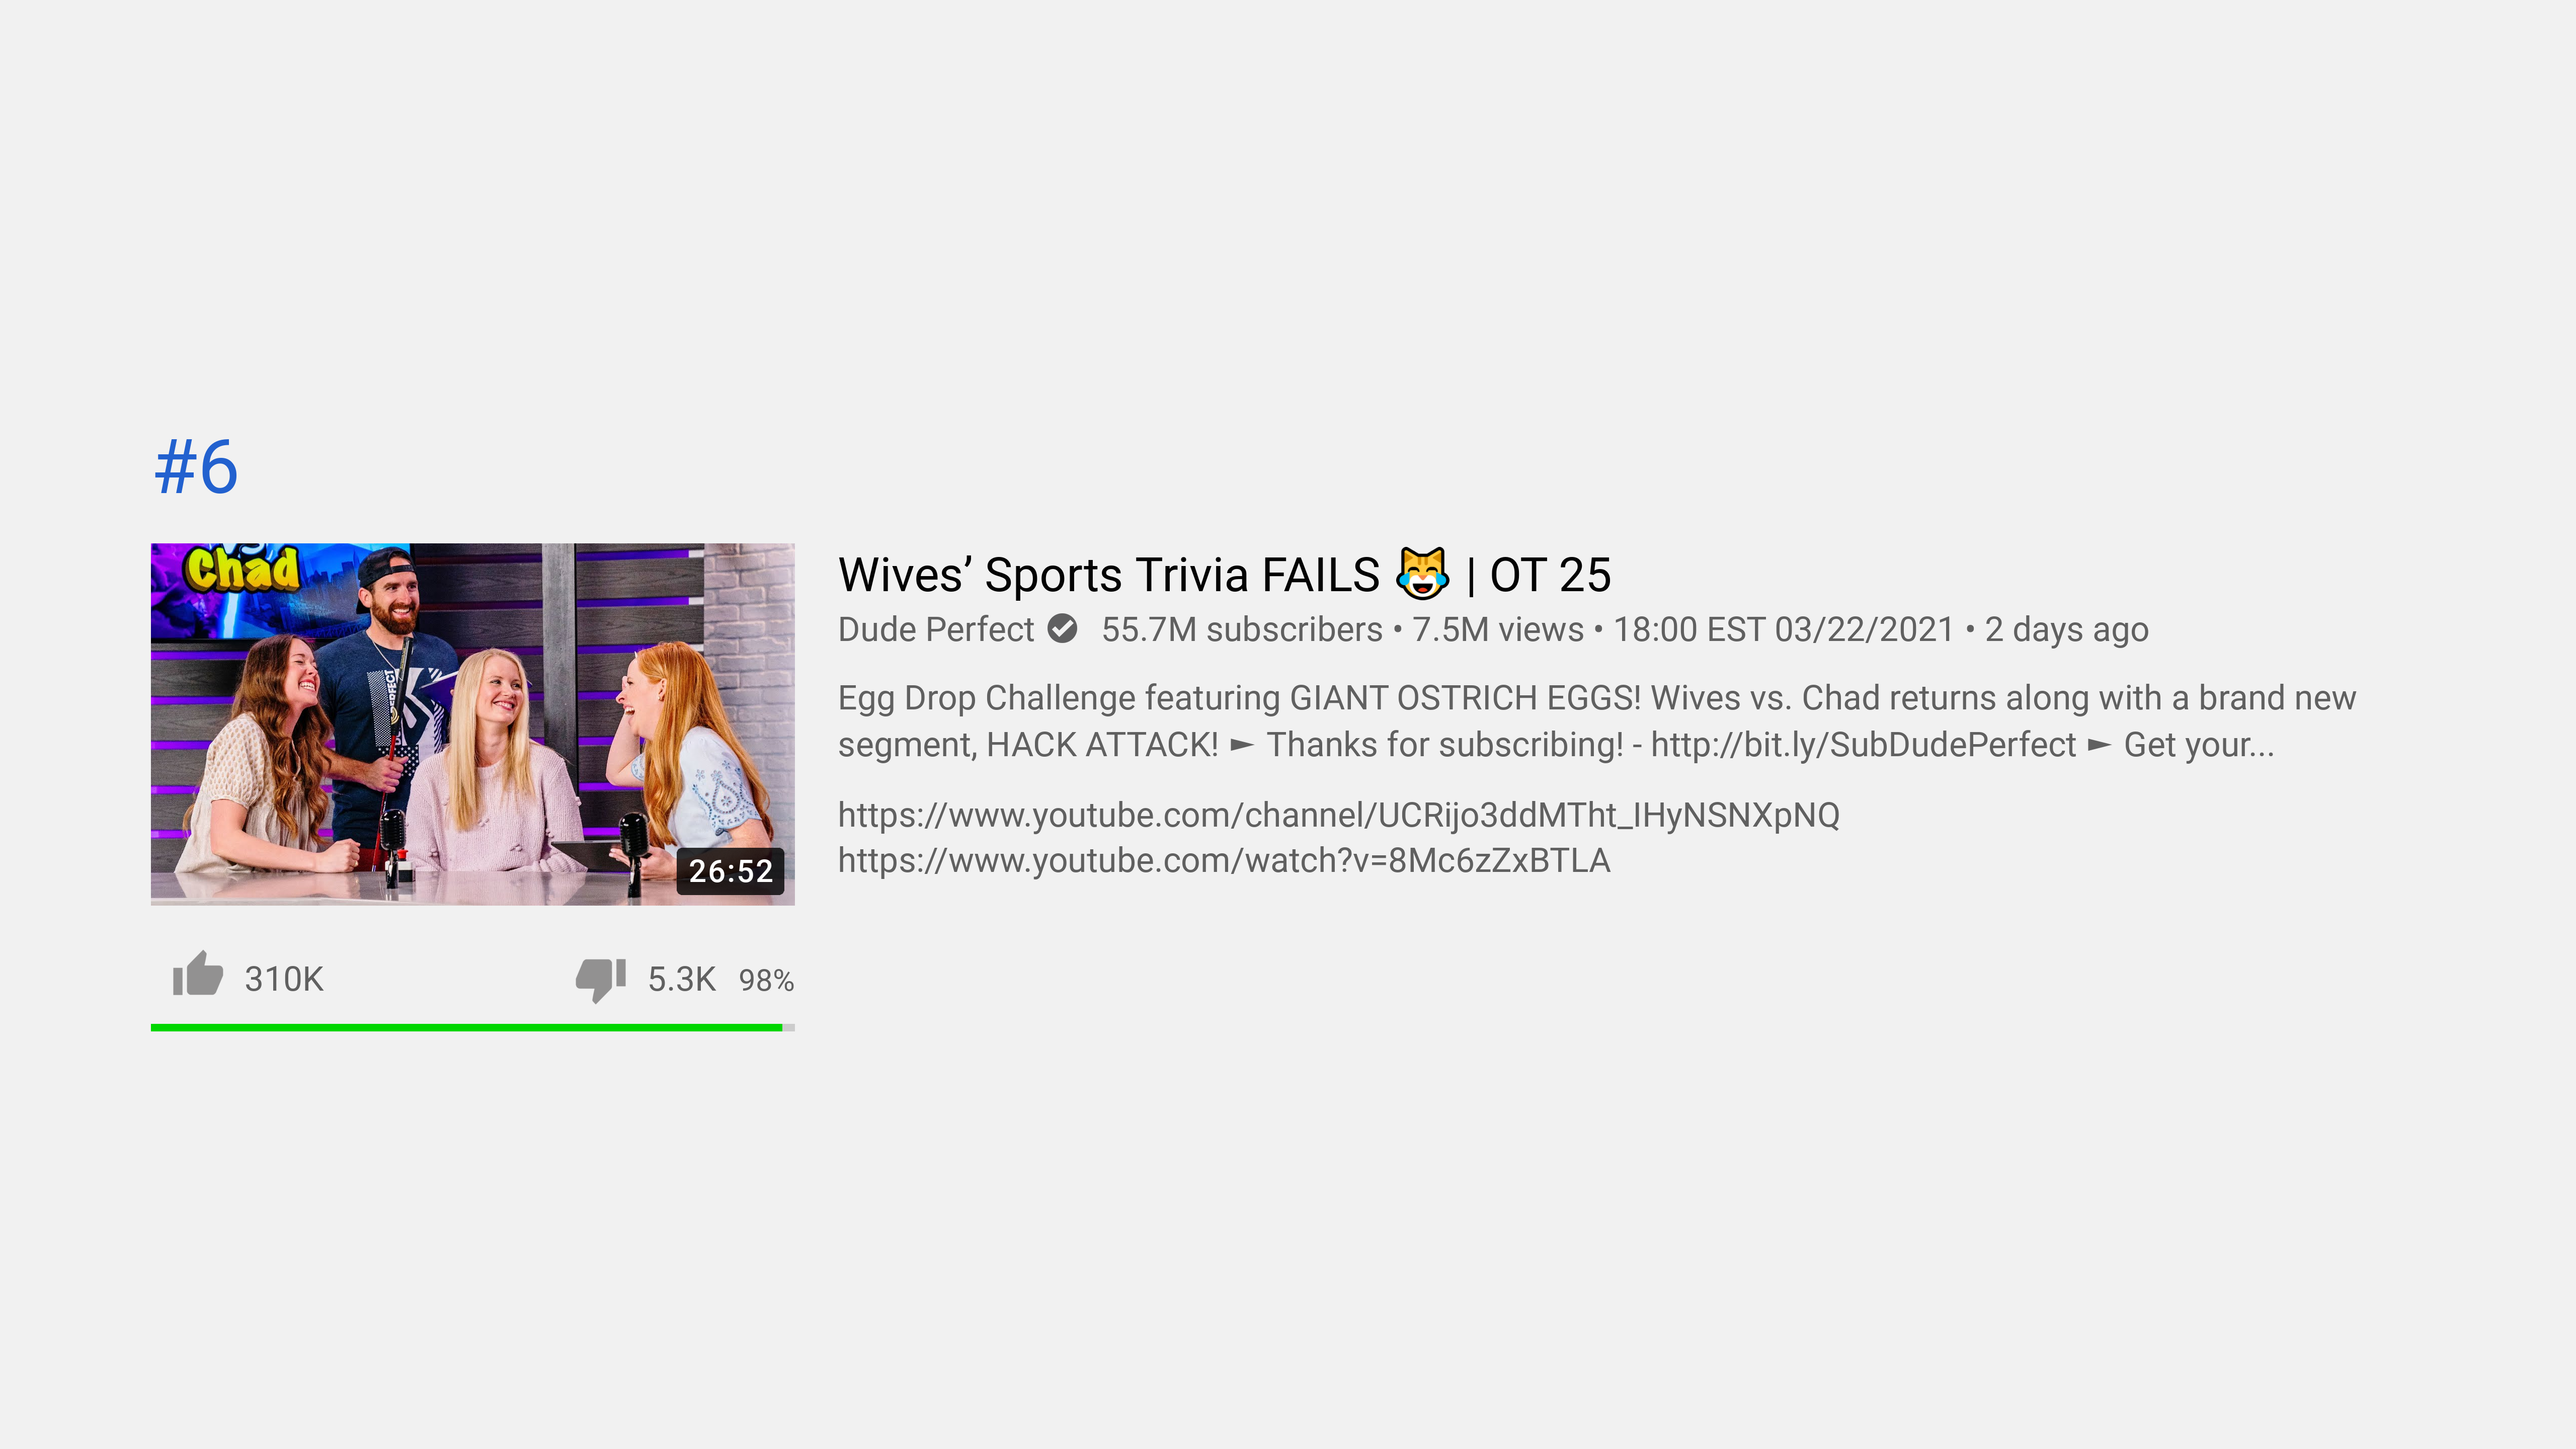 #6
Chad
PERFECT
26:52
310K
5.3K 98%
Wives’ Sports Trivia FAILS 😹 | OT 25
Dude Perfect 55.7M subscribers • 7.5M views • 18:00 EST 03/22/2021 • 2 days ago
Egg Drop Challenge featuring GIANT OSTRICH EGGS! Wives vs. Chad returns along with a brand new
segment, HACK ATTACK! ► Thanks for subscribing! - http://bit.ly/SubDudePerfect ► Get your...
https://www.youtube.com/channel/UCRijo3ddMTht_IHyNSNXpNQ
https://www.youtube.com/watch?v=8Mc6zZxBTLA